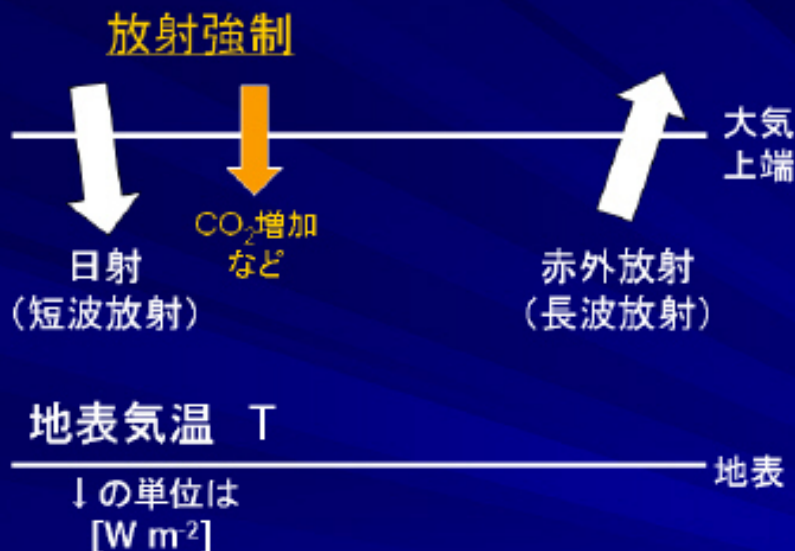 放射強制
大気
上端
CO₂増加
など
日射
(短波放射)
赤外放射
(長波放射)
地表気温 T
地表
↓の単位は
[W m⁻²]